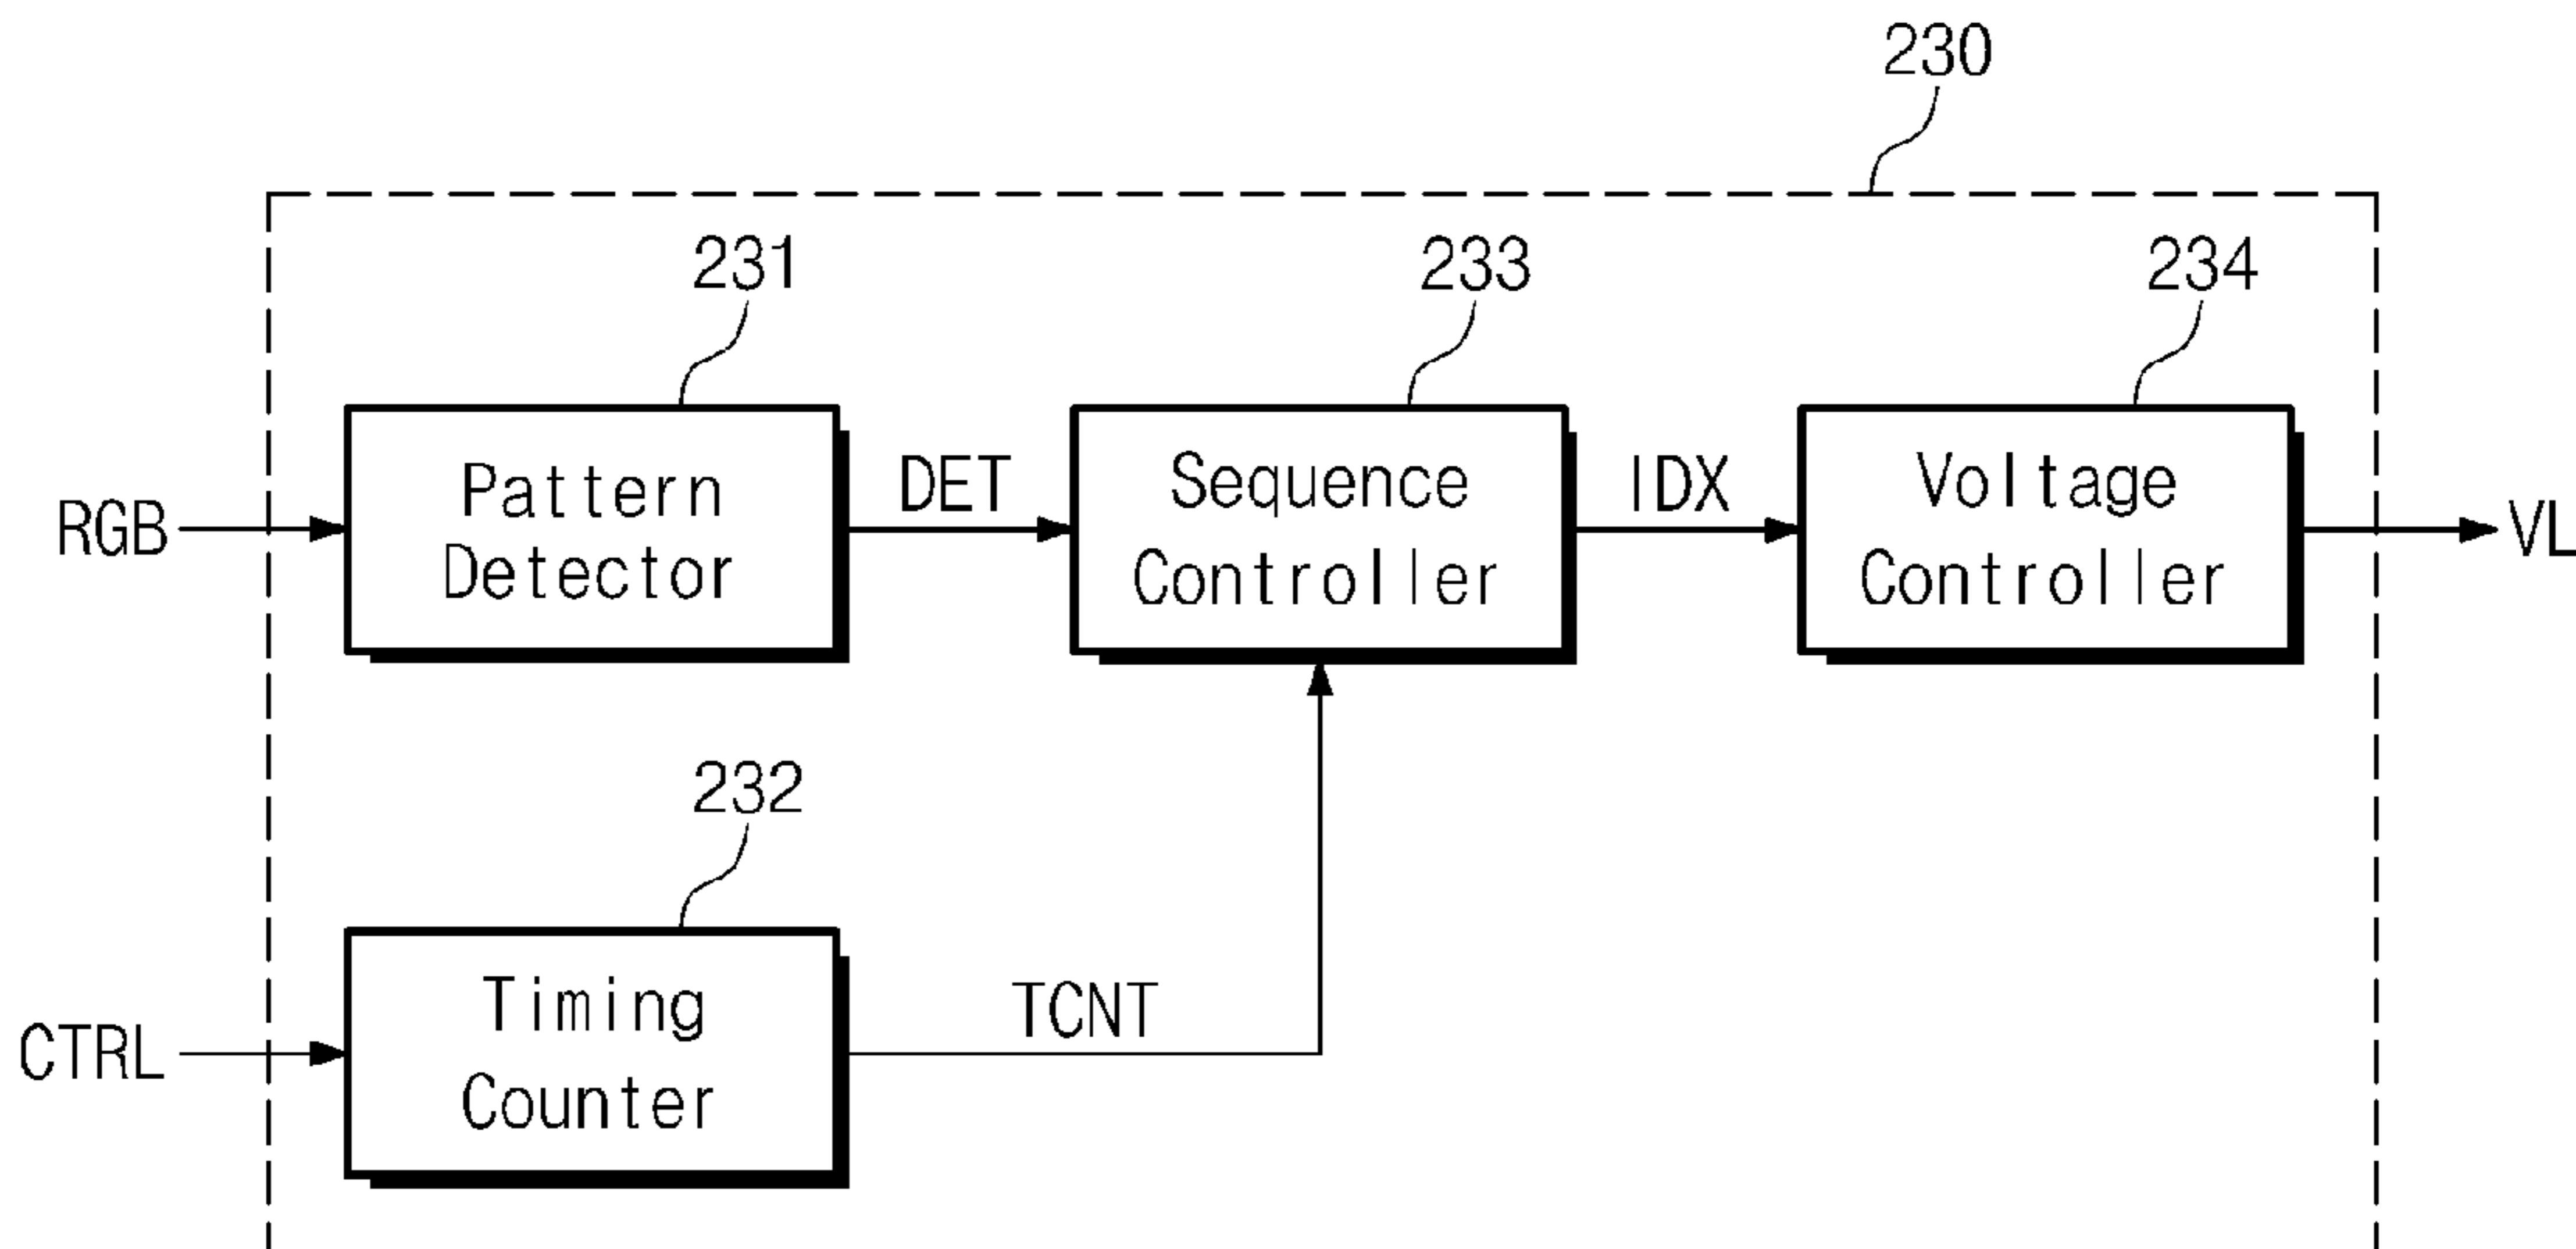 230
231
233
234
Pattern
Detector
DET
Sequence
Controller
IDX
Voltage
Controller
RGB
VL
232
Timing
Counter
TCNT
CTRL